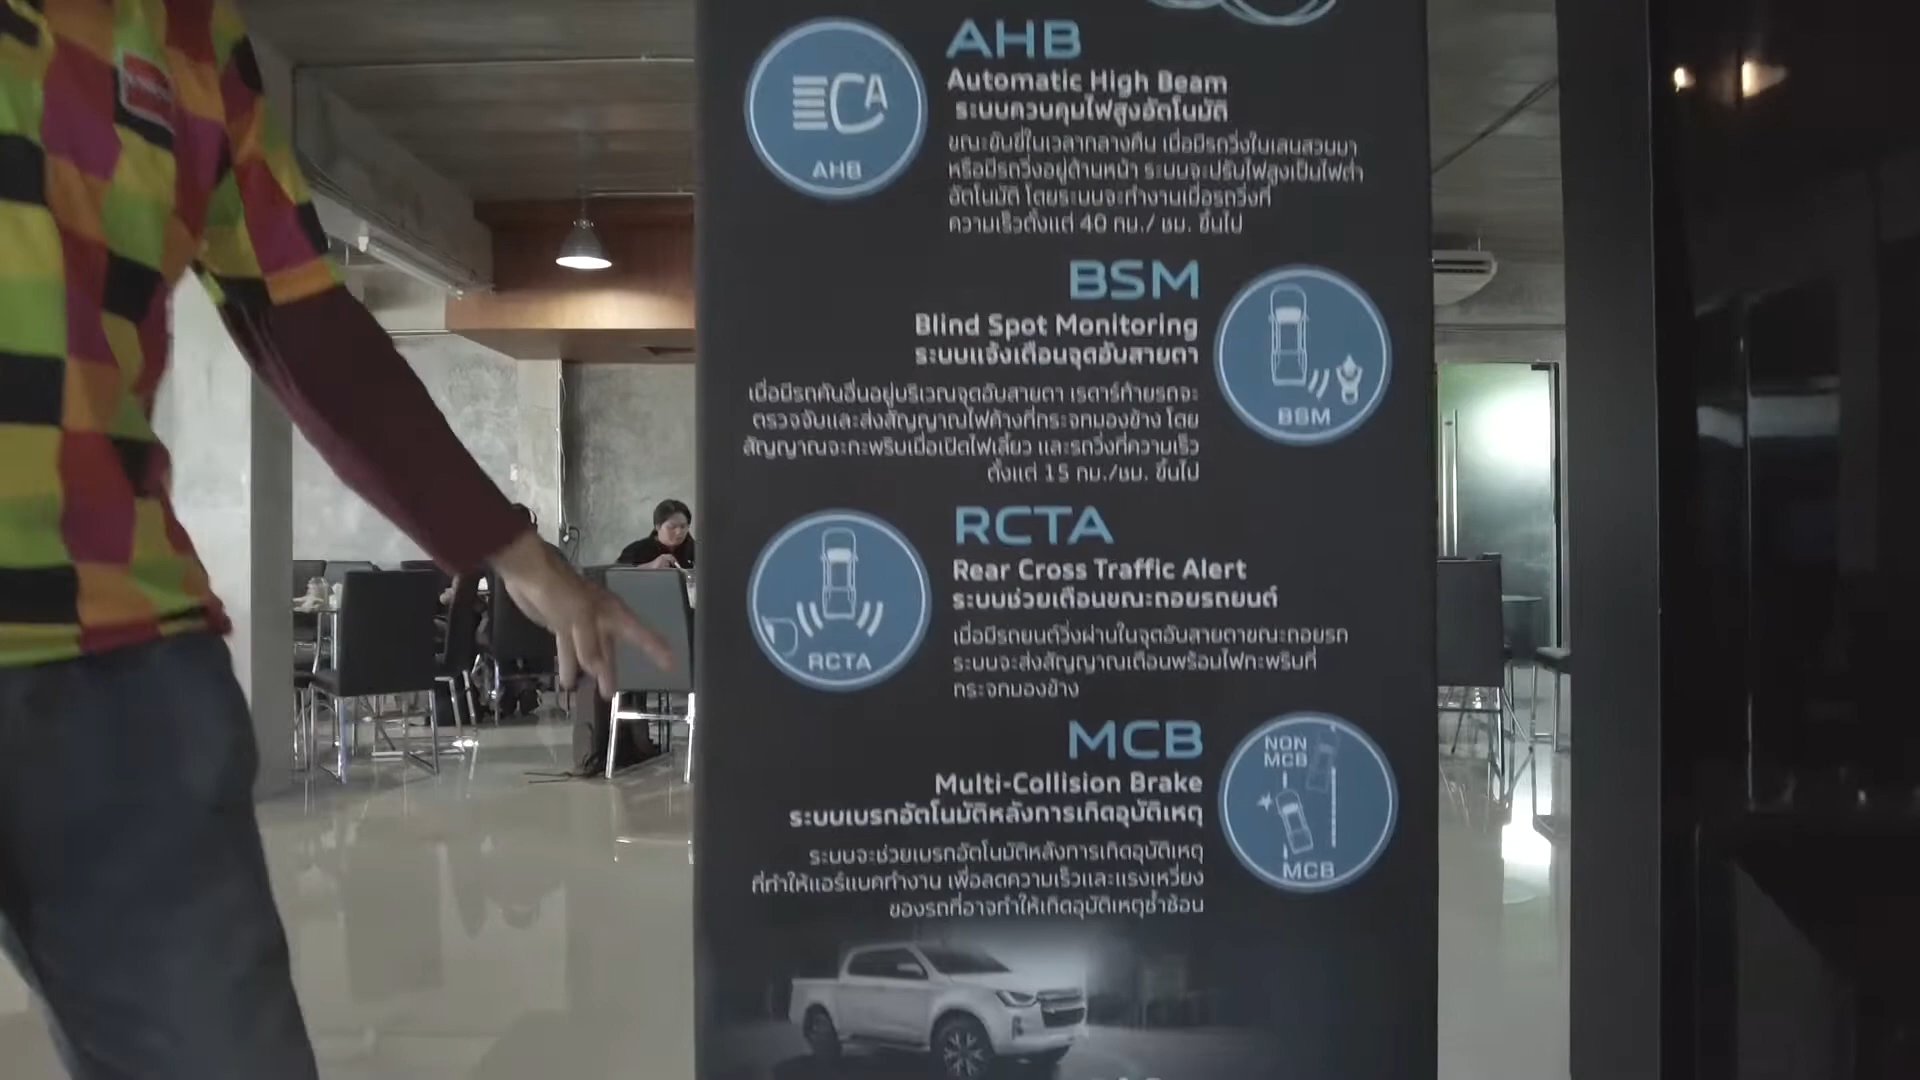 AHB
Automatic High Beam
ระบบควบคุมไฟสูงอัตโนมัติ
ขณะขับขี่ในเวลากลางคืน เมื่อมีรถวิ่งในเลนสวนมา
หรือมีรถวิ่งอยู่ด้านหน้า ระบบจะปรับไฟสูงเป็นไฟต่ำ
อัตโนมัติ โดยระบบจะทำงานเมื่อรถวิ่งที่
ความเร็วตั้งแต่ 40 กม./ ชม. ขึ้นไป
AHB
BSM
Blind Spot Monitoring
ระบบแจ้งเตือนจุดอับสายตา
เมื่อมีรถคันอื่นอยู่บริเวณจุดอับสายตา เรดาร์ท้ายรถจะ
ตรวจจับและส่งสัญญาณไฟค้างที่กระจกมองข้าง โดย
สัญญาณจะกะพริบเมื่อเปิดไฟเลี้ยว และรถวิ่งที่ความเร็ว
ตั้งแต่ 15 กม./ชม. ขึ้นไป
BSM
RCTA
Rear Cross Traffic Alert
ระบบช่วยเตือนขณะถอยรถยนต์
เมื่อมีรถยนต์วิ่งผ่านในจุดอับสายตาขณะถอยรถ
ระบบจะส่งสัญญาณเตือนพร้อมไฟกะพริบที่
กระจกมองข้าง
RCTA
MCB
Multi-Collision Brake
ระบบเบรกอัตโนมัติหลังการเกิดอุบัติเหตุ
ระบบจะช่วยเบรกอัตโนมัติหลังการเกิดอุบัติเหตุ
ที่ทำให้แอร์แบคทำงาน เพื่อลดความเร็วและแรงเหวี่ยง
ของรถที่อาจทำให้เกิดอุบัติเหตุซ้ำซ้อน
NON
MCB
MCB